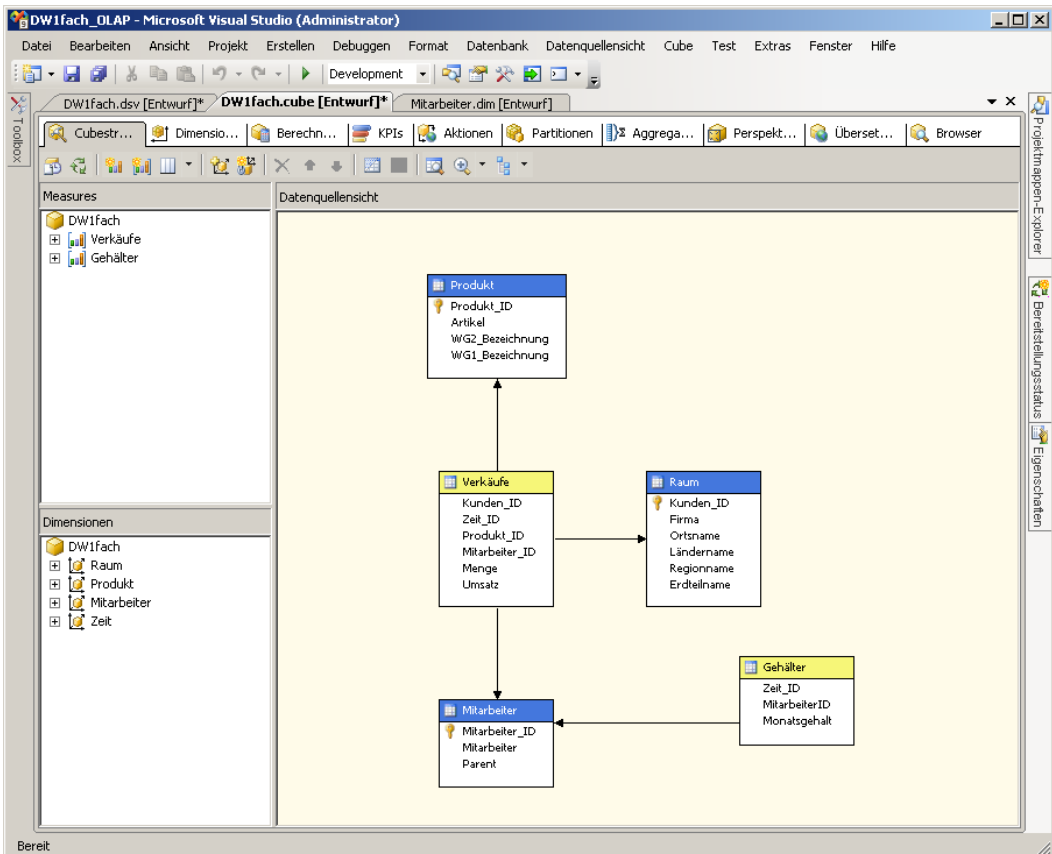 DW1fach_OLAP - Microsoft Visual Studio (Administrator)
Datei Bearbeiten Ansicht Projekt Erstellen Debuggen Format Datenbank Datenquellensicht Cube Test Extras Fenster Hilfe
Development
DW1fach.dsv [Entwurf]* DW1fach.cube [Entwurf]* Mitarbeiter.dim [Entwurf]
Toolbox
Cubestr... Dimensio... Berechn... KPIs Aktionen Partitionen Aggrega... Perspekt... Überset... Browser
Measures
DW1fach
Verkäufe
Gehälter
Dimensionen
DW1fach
Raum
Produkt
Mitarbeiter
Zeit
Datenquellensicht
Produkt
Produkt_ID
Artikel
WG2_Bezeichnung
WG1_Bezeichnung
Verkäufe
Kunden_ID
Zeit_ID
Produkt_ID
Mitarbeiter_ID
Menge
Umsatz
Raum
Kunden_ID
Firma
Ortsname
Ländername
Regionname
Erdteilname
Gehälter
Zeit_ID
MitarbeiterID
Monatsgehalt
Mitarbeiter
Mitarbeiter_ID
Mitarbeiter
Parent
Projektmappen-Explorer
Bereitstellungsstatus
Eigenschaften
Bereit